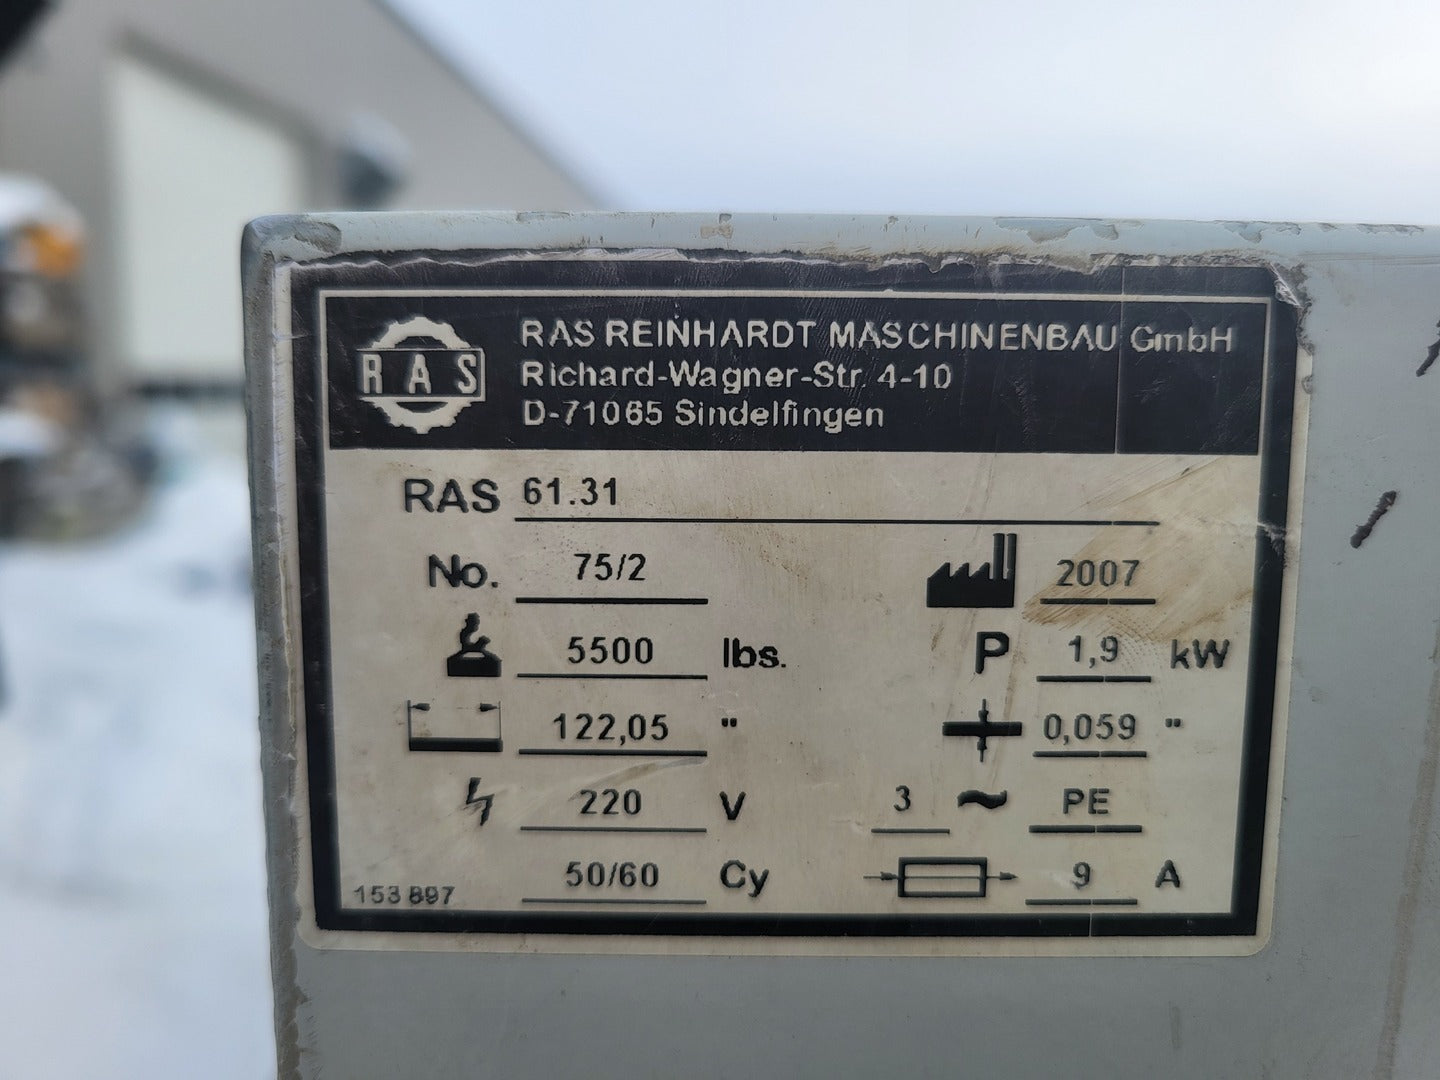 RAS
RAS REINHARDT MASCHINENBAU GmbH
Richard-Wagner-Str. 4-10
D-71065 Sindelfingen
RAS 61.31
No. 75/2 2007
5500 lbs. P 1,9 kW
122,05 " 0,059 "
220 V 3 ~ PE
50/60 Cy 9 A
153 897